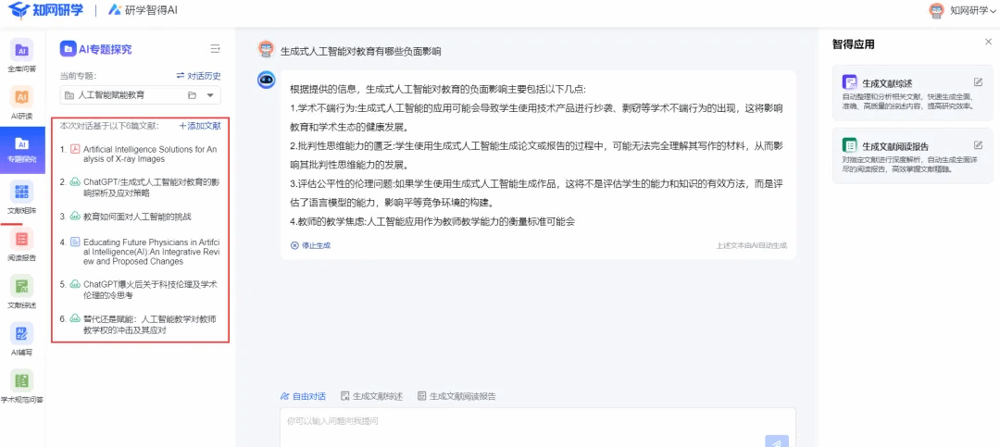 知网研学 | 研学智得AI
知网研学
全库问答
AI研读
专题探究
文献矩阵
阅读报告
文献综述
AI辅写
学术规范问答
AI专题探究
当前专题:
对话历史
人工智能赋能教育
本次对话基于以下6篇文献:
+添加文献
1. Artificial Intelligence Solutions for An
alysis of X-ray Images
2. ChatGPT/生成式人工智能对教育的影
响探析及应对策略
3 教育如何面对人工智能的挑战
4. Educating Future Physicians in Artifci
al Intelligence(AI):An Integrative Revi
ew and Proposed Changes
5. ChatGPT爆火后关于科技伦理及学术
伦理的冷思考
6. 替代还是赋能：人工智能教学对教师
教学权的冲击及其应对
生成式人工智能对教育有哪些负面影响
根据提供的信息，生成式人工智能对教育的负面影响主要包括以下几点:
1.学术不端行为:生成式人工智能的应用可能会导致学生使用技术产品进行抄袭、剽窃等学术不端行为的出现，这将影响
教育和学术生态的健康发展。
2.批判性思维能力的匮乏:学生使用生成式人工智能生成论文或报告的过程中，可能无法完全理解其写作的材料，从而影
响其批判性思维能力的发展。
3.评估公平性的伦理问题:如果学生使用生成式人工智能生成作品，这将不是评估学生的能力和知识的有效方法，而是评
估了语言模型的能力，影响平等竞争环境的构建。
4.教师的教学焦虑:人工智能应用作为教师教学能力的衡量标准可能会
停止生成
上述文本由AI自动生成
自由对话
生成文献综述
生成文献阅读报告
你可以输入问题向我提问
智得应用
生成文献综述
自动整理和分析相关文献，快速生成全面、
准确、高质量的综述内容，提高研究效率。
生成文献阅读报告
对指定文献进行深度解析，自动生成全面详
尽的阅读报告，高效掌握文献精髓。